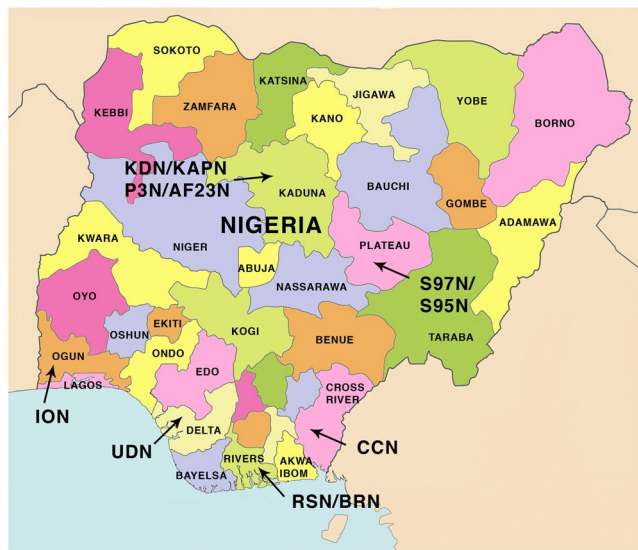 SOKOTO
KATSINA
KEBBI
ZAMFARA
JIGAWA
YOBE
KANO
BORNO
KDN/KAPN
P3N/AF23N
KADUNA
BAUCHI
GOMBE
ADAMAWA
NIGERIA
KWARA
NIGER
PLATEAU
ABUJA
NASSARAWA
S97N/
S95N
OYO
OSHUN
EKITI
KOGI
BENUE
TARABA
OGUN
ONDO
EDO
LAGOS
CROSS
RIVER
ION
UDN
DELTA
CCN
BAYELSA
RIVERS
AKWA
IBOM
RSN/BRN